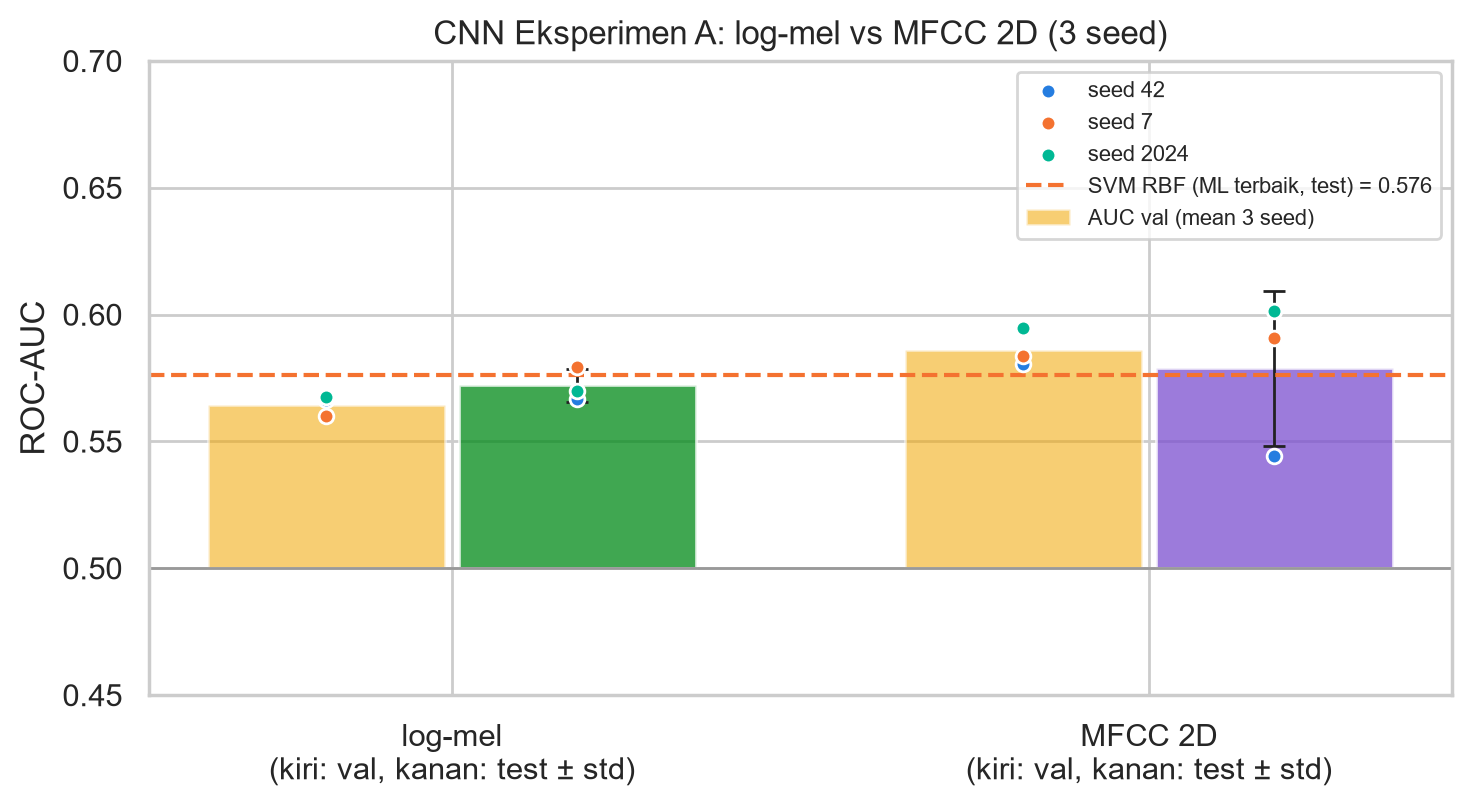 CNN Eksperimen A: log-mel vs MFCC 2D (3 seed)
ROC-AUC
0.70
0.65
0.60
0.55
0.50
0.45
seed 42
seed 7
seed 2024
SVM RBF (ML terbaik, test) = 0.576
AUC val (mean 3 seed)
log-mel
(kiri: val, kanan: test ± std)
MFCC 2D
(kiri: val, kanan: test ± std)